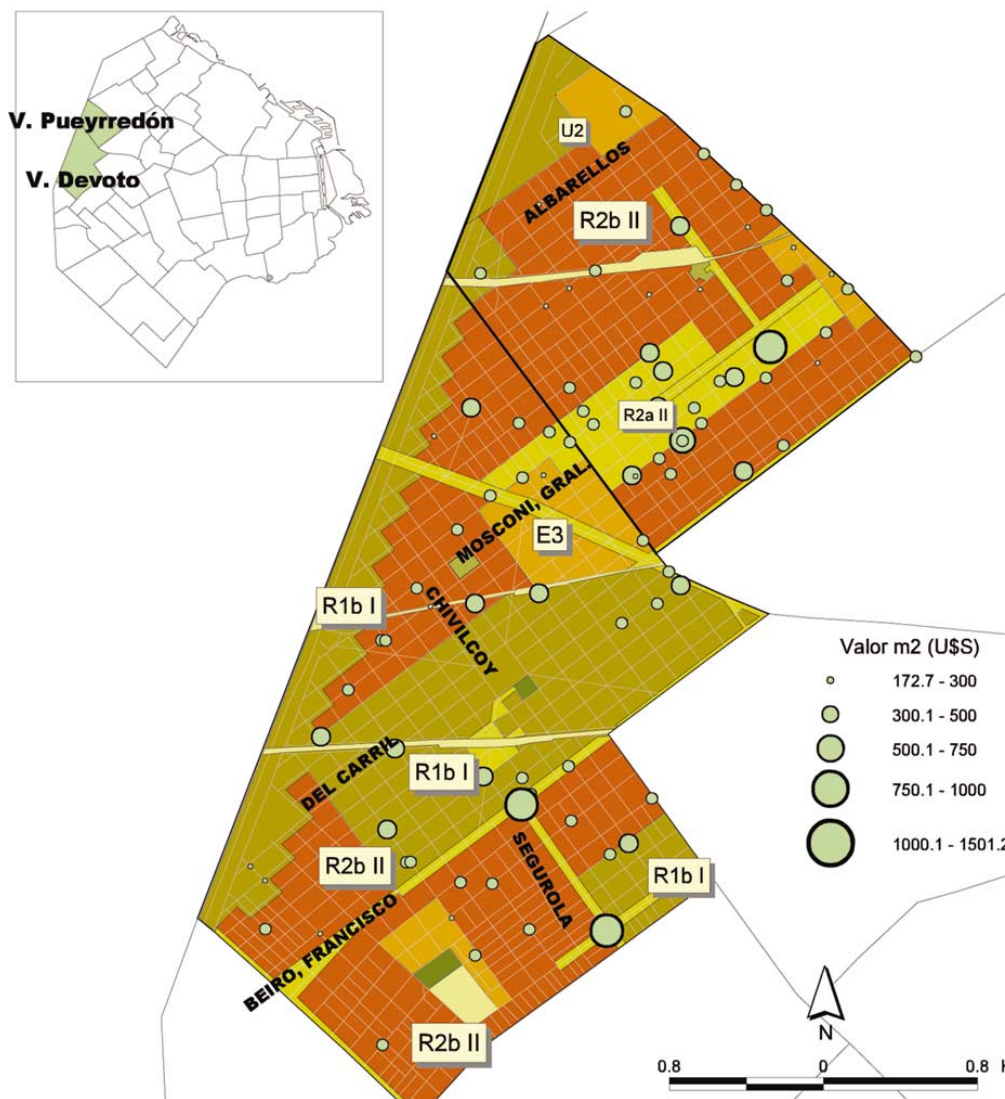 V. Pueyrredón
V. Devoto
U2
ALBARELLOS
R2b II
R2a II
MOSCONI, GRAL.
E3
R1b I
CHIVILCOY
DEL CARRIL
R1b I
R2b II
SEGUROLA
R1b I
BEIRO, FRANCISCO
R2b II
Valor m2 (U$S)
172.7 - 300
300.1 - 500
500.1 - 750
750.1 - 1000
1000.1 - 1501.2
N
0.8 0 0.8